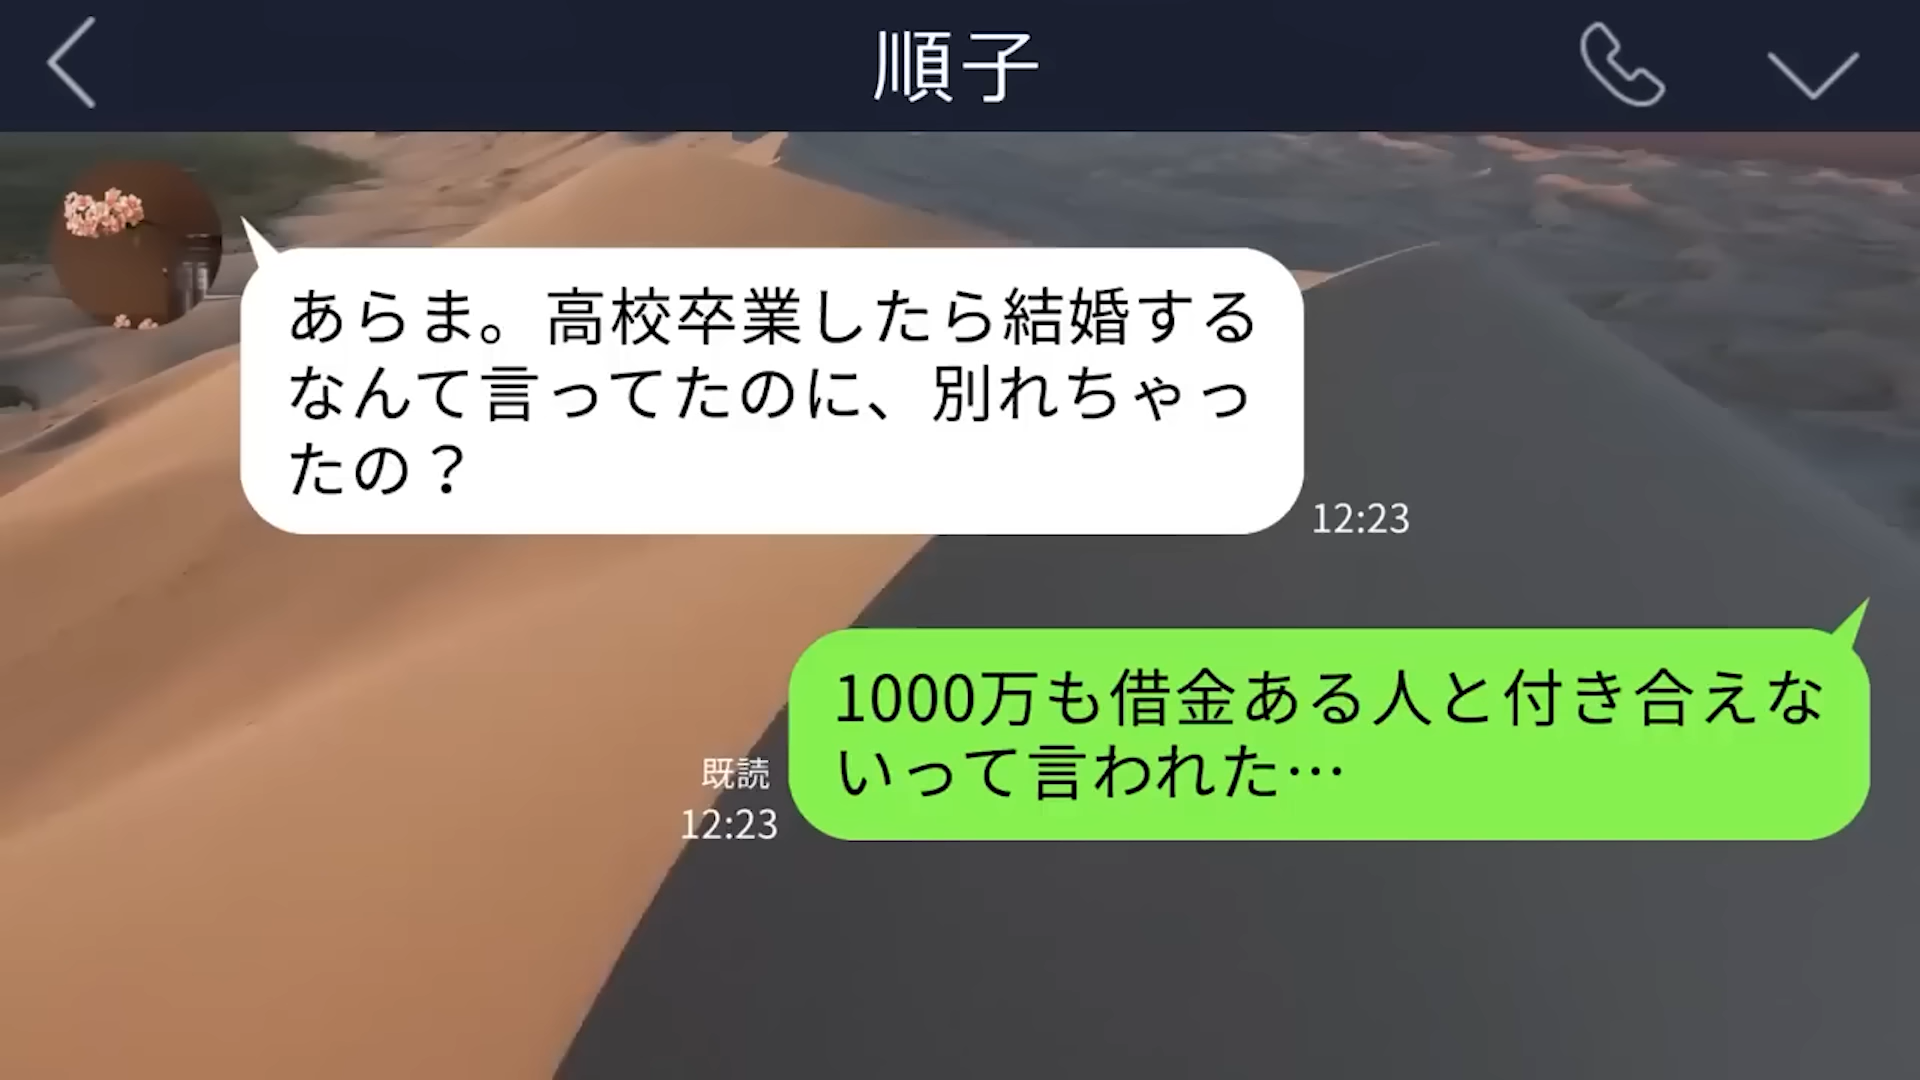 順子
あらま。高校卒業したら結婚する
なんて言ってたのに、別れちゃっ
たの？
12:23
1000万も借金ある人と付き合えな
いって言われた…
既読
12:23